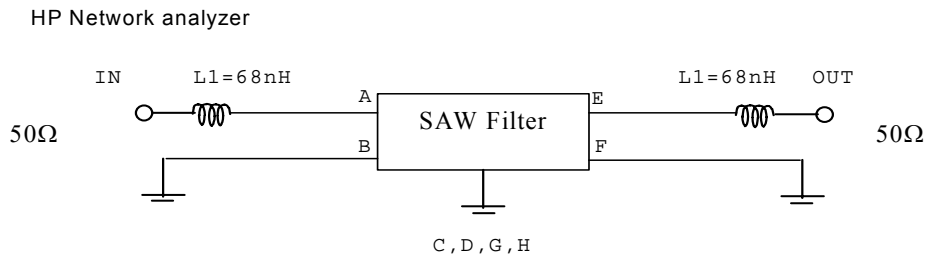 HP Network analyzer
IN L1=68nH L1=68nH OUT
A E
50Ω SAW Filter 50Ω
B F
C,D,G,H